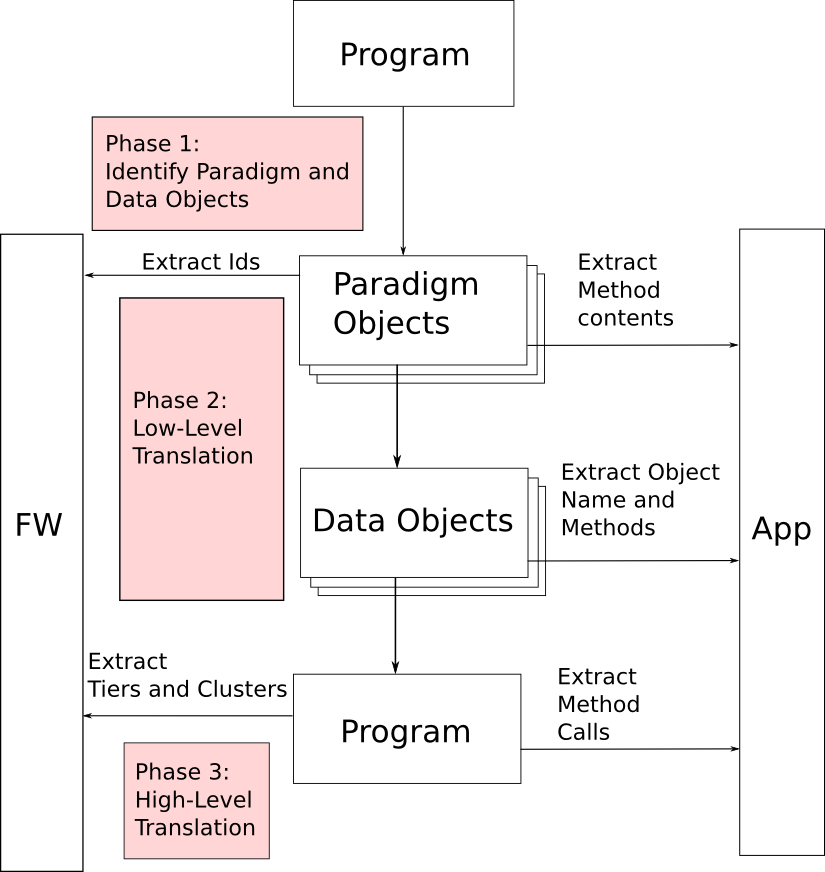 Program
Phase 1:
Identify Paradigm and
Data Objects
Extract Ids
Paradigm
Objects
Extract
Method
contents
Phase 2:
Low-Level
Translation
FW
Data Objects
Extract Object
Name and
Methods
App
Extract
Tiers and Clusters
Program
Extract
Method
Calls
Phase 3:
High-Level
Translation